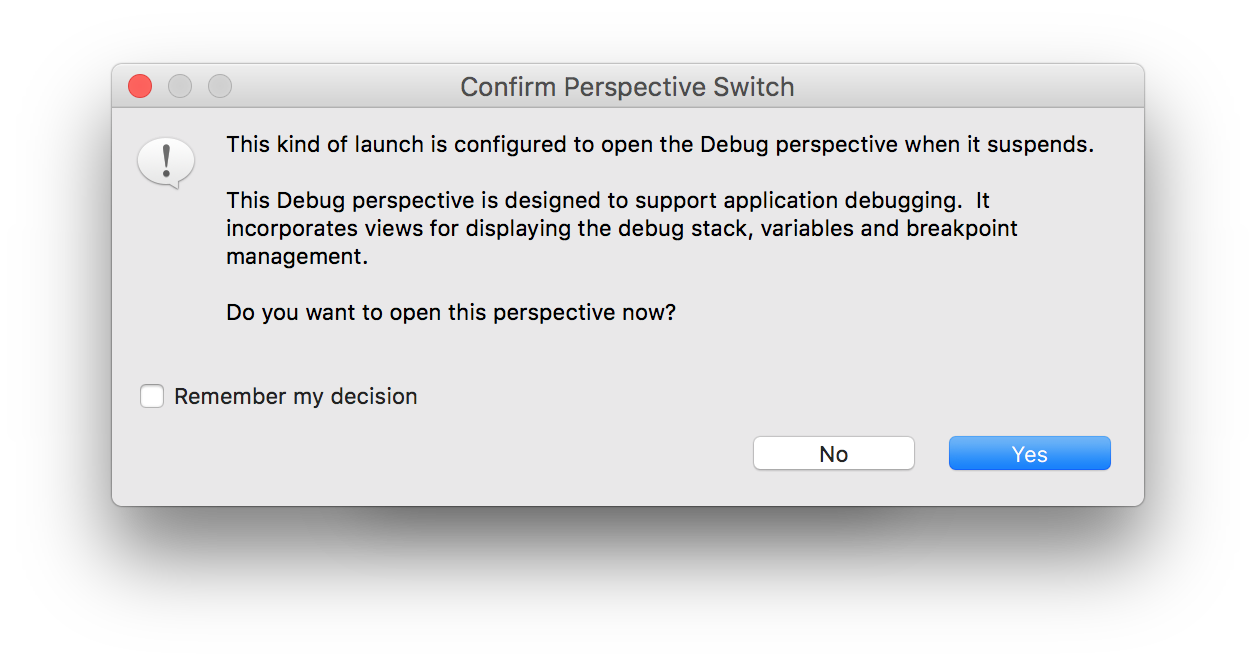 Confirm Perspective Switch
This kind of launch is configured to open the Debug perspective when it suspends.
This Debug perspective is designed to support application debugging.  It
incorporates views for displaying the debug stack, variables and breakpoint
management.
Do you want to open this perspective now?
Remember my decision
No
Yes